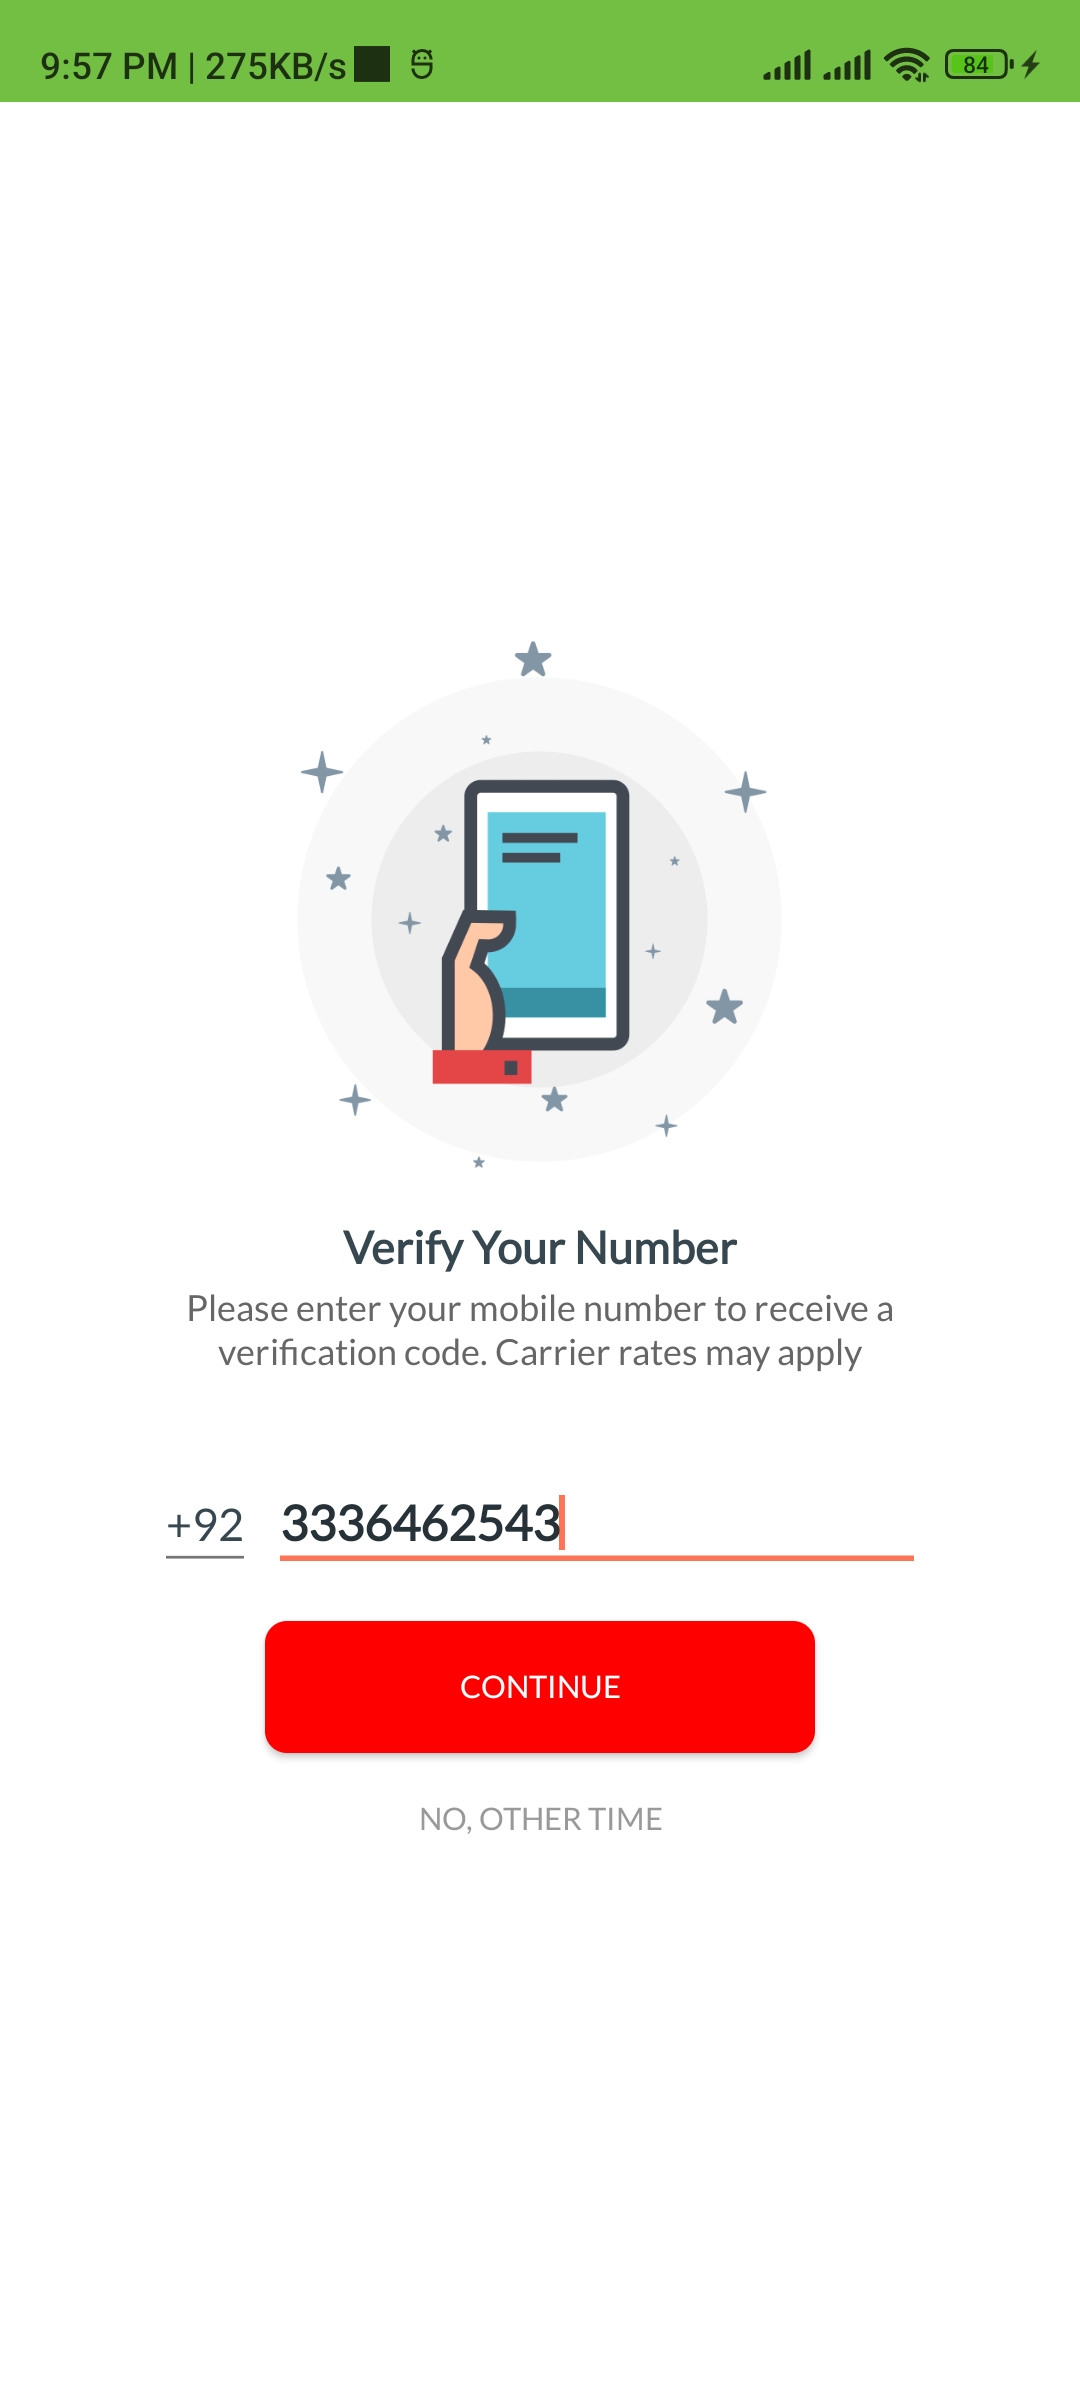 9:57 PM | 275KB/s
84
Verify Your Number
Please enter your mobile number to receive a
verification code. Carrier rates may apply
+92 3336462543
CONTINUE
NO, OTHER TIME